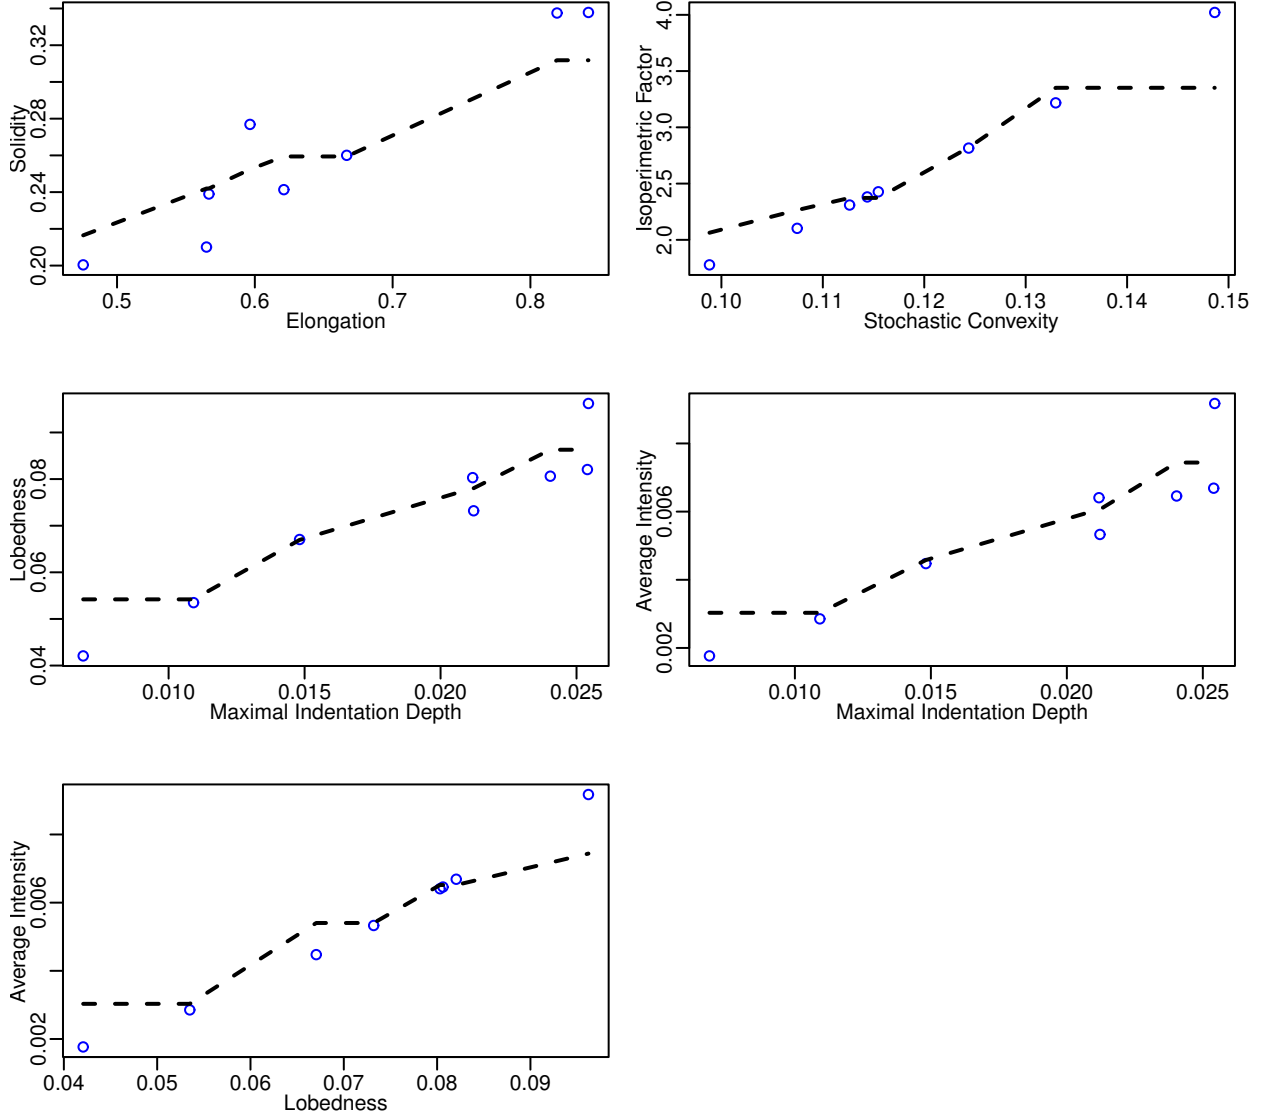 Solidity
0.20 0.24 0.28 0.32
0.5 0.6 0.7 0.8
Elongation
Isoperimetric Factor
2.0 2.5 3.0 3.5 4.0
0.10 0.11 0.12 0.13 0.14 0.15
Stochastic Convexity
Lobedness
0.04 0.06 0.08
0.010 0.015 0.020 0.025
Maximal Indentation Depth
Average Intensity
0.002 0.006
0.010 0.015 0.020 0.025
Maximal Indentation Depth
Average Intensity
0.002 0.006
0.04 0.05 0.06 0.07 0.08 0.09
Lobedness